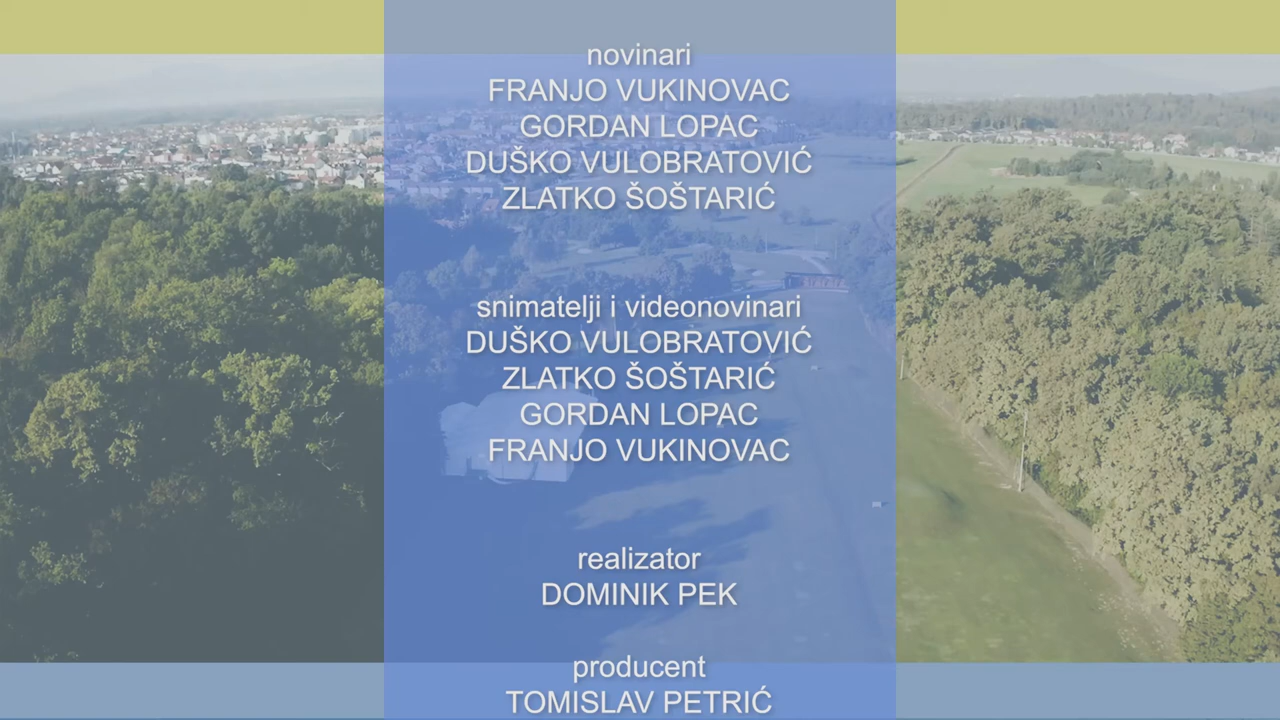 novinari
FRANJO VUKINOVAC
GORDAN LOPAC
DUŠKO VULOBRATOVIĆ
ZLATKO ŠOŠTARIĆ
snimatelji i videonovinari
DUŠKO VULOBRATOVIĆ
ZLATKO ŠOŠTARIĆ
GORDAN LOPAC
FRANJO VUKINOVAC
realizator
DOMINIK PEK
producent
TOMISLAV PETRIĆ